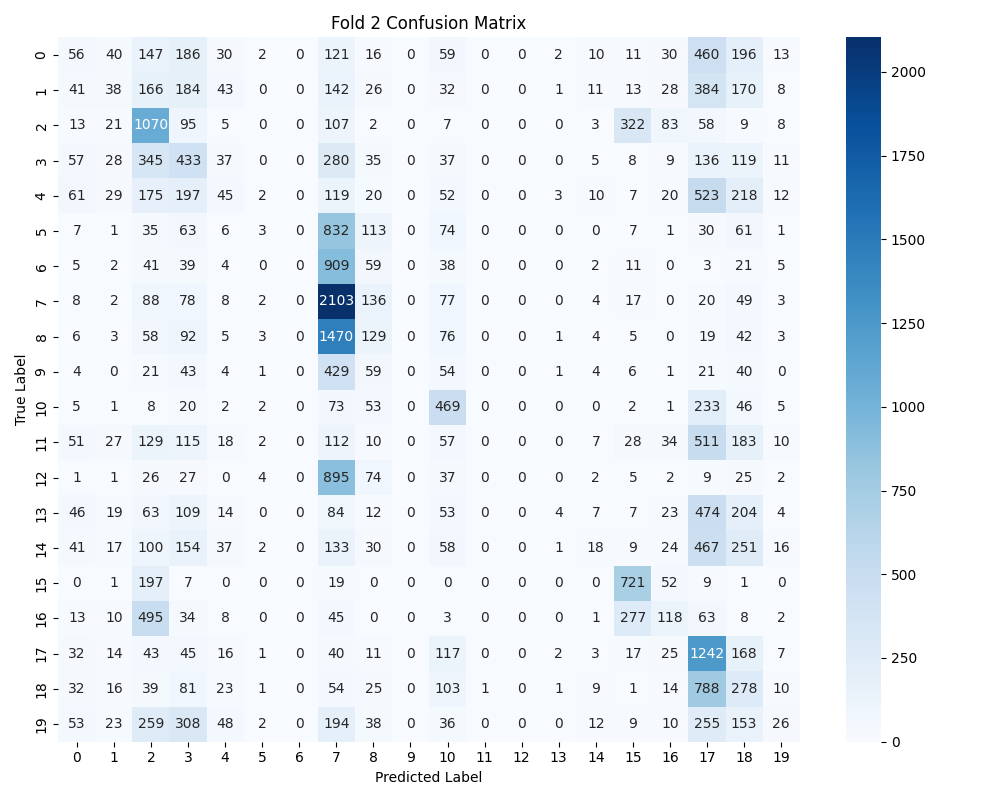 Fold 2 Confusion Matrix
True Label
0 56 40 147 186 30 2 0 121 16 0 59 0 0 2 10 11 30 460 196 13
1 41 38 166 184 43 0 0 142 26 0 32 0 0 1 11 13 28 384 170 8
2 13 21 1070 95 5 0 0 107 2 0 7 0 0 0 3 322 83 58 9 8
3 57 28 345 433 37 0 0 280 35 0 37 0 0 0 5 8 9 136 119 11
4 61 29 175 197 45 2 0 119 20 0 52 0 0 3 10 7 20 523 218 12
5 7 1 35 63 6 3 0 832 113 0 74 0 0 0 0 7 1 30 61 1
6 5 2 41 39 4 0 0 909 59 0 38 0 0 0 2 11 0 3 21 5
7 8 2 88 78 8 2 0 2103 136 0 77 0 0 0 4 17 0 20 49 3
8 6 3 58 92 5 3 0 1470 129 0 76 0 0 1 4 5 0 19 42 3
9 4 0 21 43 4 1 0 429 59 0 54 0 0 1 4 6 1 21 40 0
10 5 1 8 20 2 2 0 73 53 0 469 0 0 0 0 2 1 233 46 5
11 51 27 129 115 18 2 0 112 10 0 57 0 0 0 7 28 34 511 183 10
12 1 1 26 27 0 4 0 895 74 0 37 0 0 0 2 5 2 9 25 2
13 46 19 63 109 14 0 0 84 12 0 53 0 0 4 7 7 23 474 204 4
14 41 17 100 154 37 2 0 133 30 0 58 0 0 1 18 9 24 467 251 16
15 0 1 197 7 0 0 0 19 0 0 0 0 0 0 0 721 52 9 1 0
16 13 10 495 34 8 0 0 45 0 0 3 0 0 0 1 277 118 63 8 2
17 32 14 43 45 16 1 0 40 11 0 117 0 0 2 3 17 25 1242 168 7
18 32 16 39 81 23 1 0 54 25 0 103 1 0 1 9 1 14 788 278 10
19 53 23 259 308 48 2 0 194 38 0 36 0 0 0 12 9 10 255 153 26
0 1 2 3 4 5 6 7 8 9 10 11 12 13 14 15 16 17 18 19
Predicted Label
2000
1750
1500
1250
1000
750
500
250
0